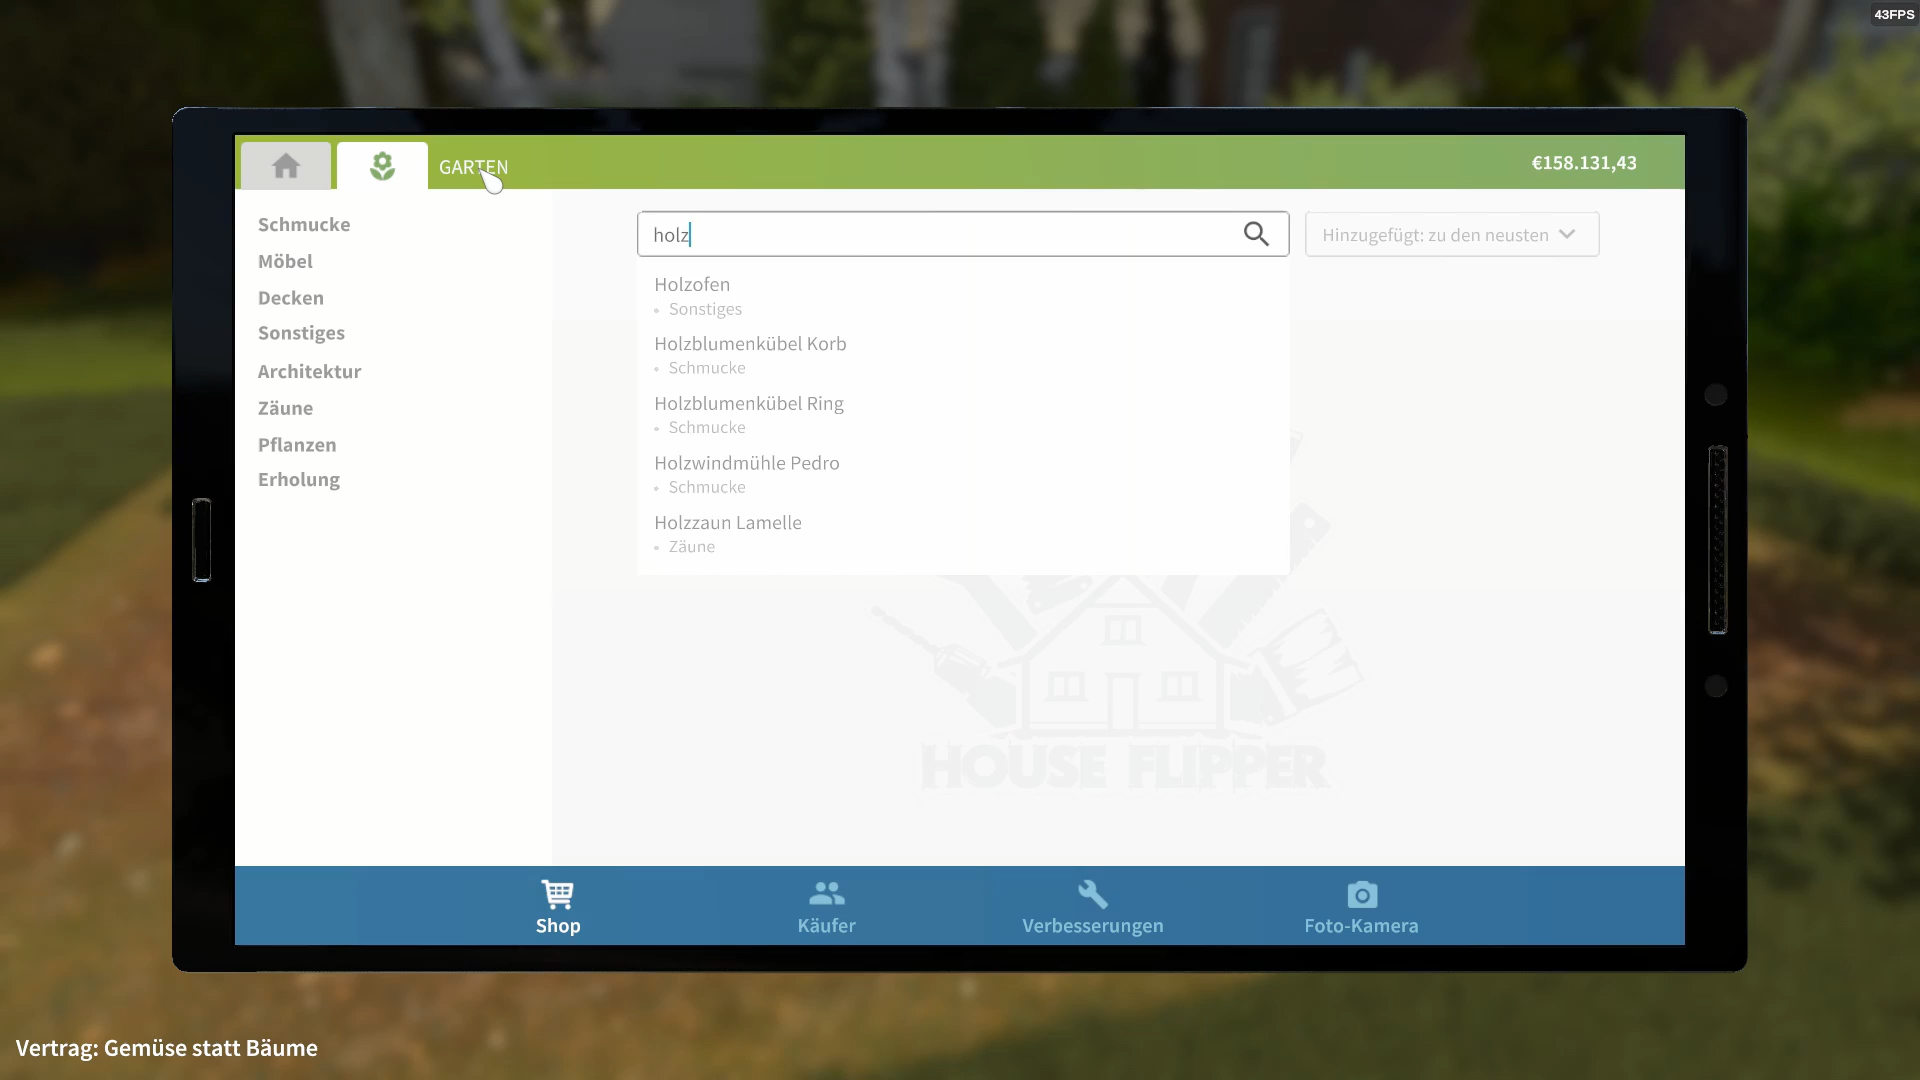 43FPS
GARTEN
€158.131,43
Schmucke
Möbel
Decken
Sonstiges
Architektur
Zäune
Pflanzen
Erholung
holz
Hinzugefügt: zu den neusten
Holzofen
• Sonstiges
Holzblumenkübel Korb
• Schmucke
Holzblumenkübel Ring
• Schmucke
Holzwindmühle Pedro
• Schmucke
Holzzaun Lamelle
• Zäune
HOUSE FLIPPER
Shop
Käufer
Verbesserungen
Foto-Kamera
Vertrag: Gemüse statt Bäume